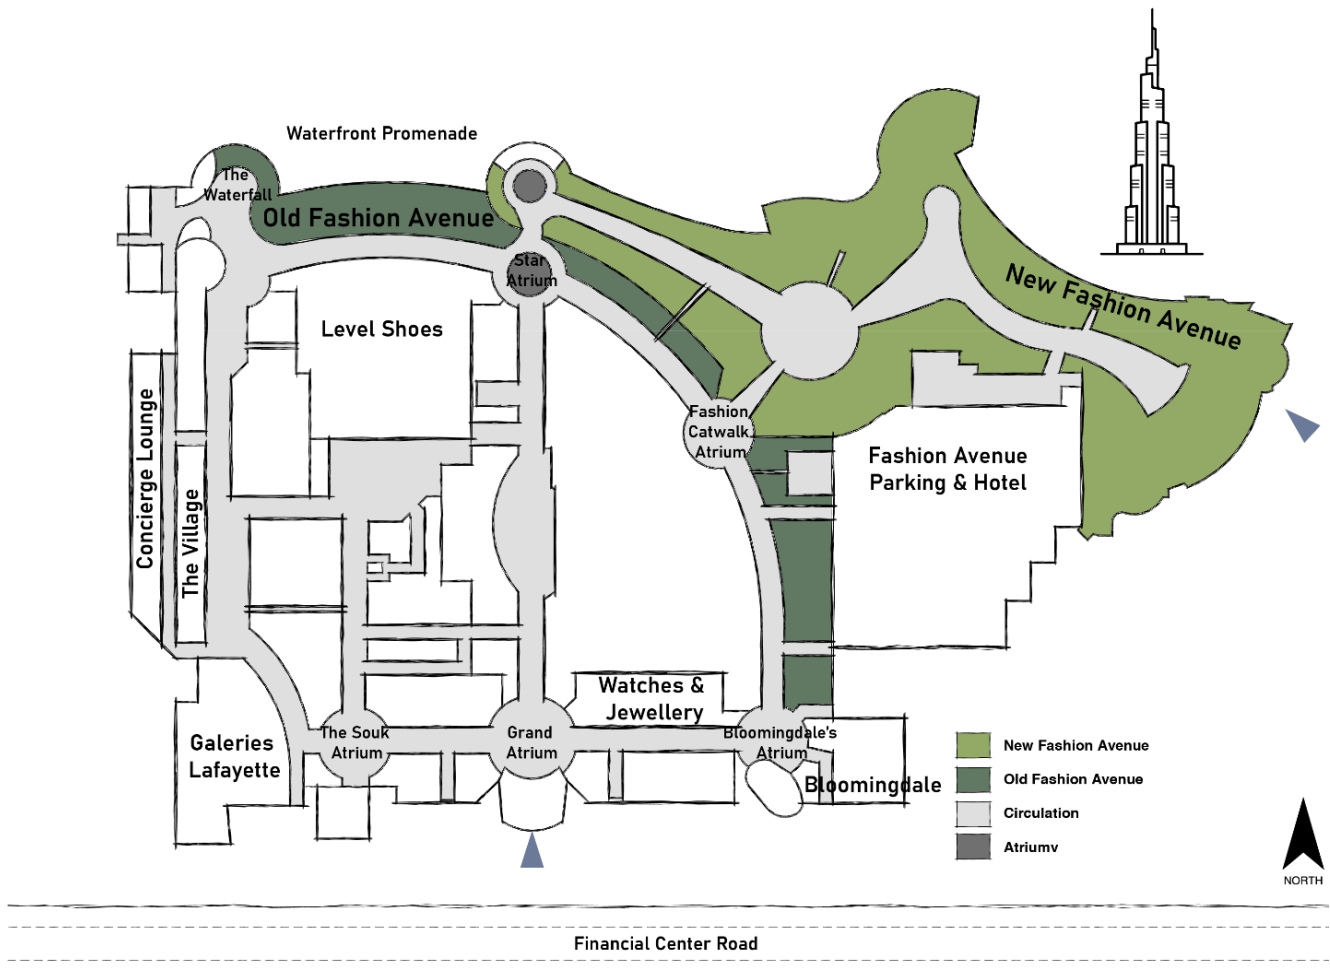 Waterfront Promenade
The
Waterfall
Old Fashion Avenue
Star
Atrium
New Fashion Avenue
Level Shoes
Concierge Lounge
The Village
Fashion
Catwalk
Atrium
Fashion Avenue
Parking & Hotel
Watches &
Jewellery
Galeries
Lafayette
The Souk
Atrium
Grand
Atrium
Bloomingdale's
Atrium
Bloomingdale
New Fashion Avenue
Old Fashion Avenue
Circulation
Atriumv
NORTH
Financial Center Road